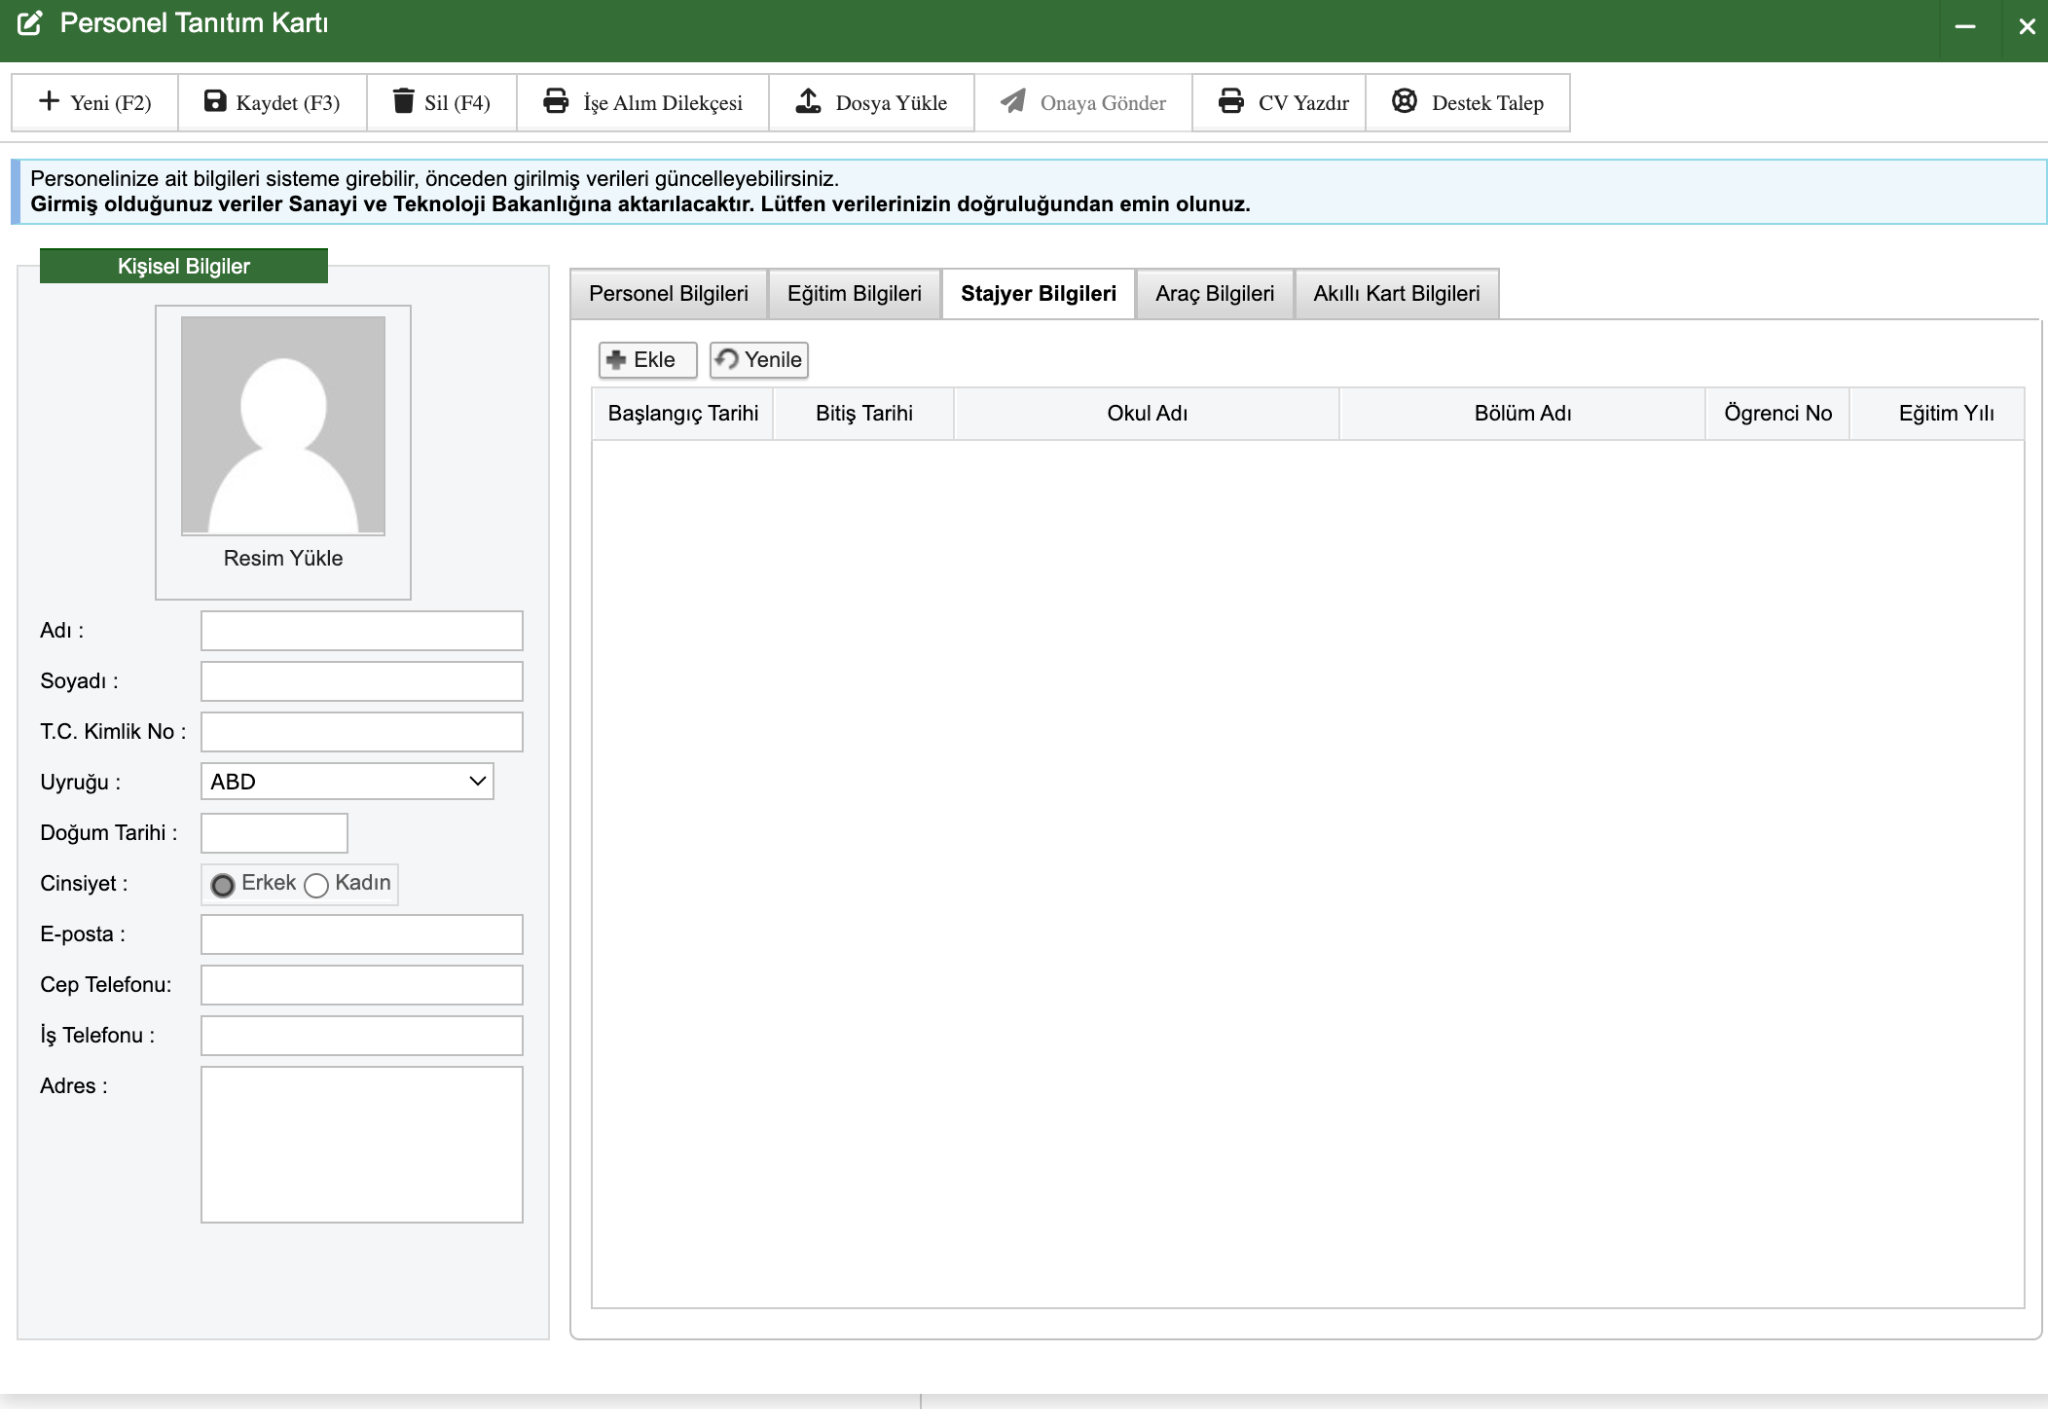 Personel Tanıtım Kartı
Yeni (F2) Kaydet (F3) Sil (F4) İşe Alım Dilekçesi Dosya Yükle Onaya Gönder CV Yazdır Destek Talep
Personelinize ait bilgileri sisteme girebilir, önceden girilmiş verileri güncelleyebilirsiniz.
Girmiş olduğunuz veriler Sanayi ve Teknoloji Bakanlığına aktarılacaktır. Lütfen verilerinizin doğruluğundan emin olunuz.
Kişisel Bilgiler
Resim Yükle
Adı :
Soyadı :
T.C. Kimlik No :
Uyruğu : ABD
Doğum Tarihi :
Cinsiyet : Erkek Kadın
E-posta :
Cep Telefonu:
İş Telefonu :
Adres :
Personel Bilgileri Eğitim Bilgileri Stajyer Bilgileri Araç Bilgileri Akıllı Kart Bilgileri
Ekle Yenile
Başlangıç Tarihi Bitiş Tarihi Okul Adı Bölüm Adı Ögrenci No Eğitim Yılı